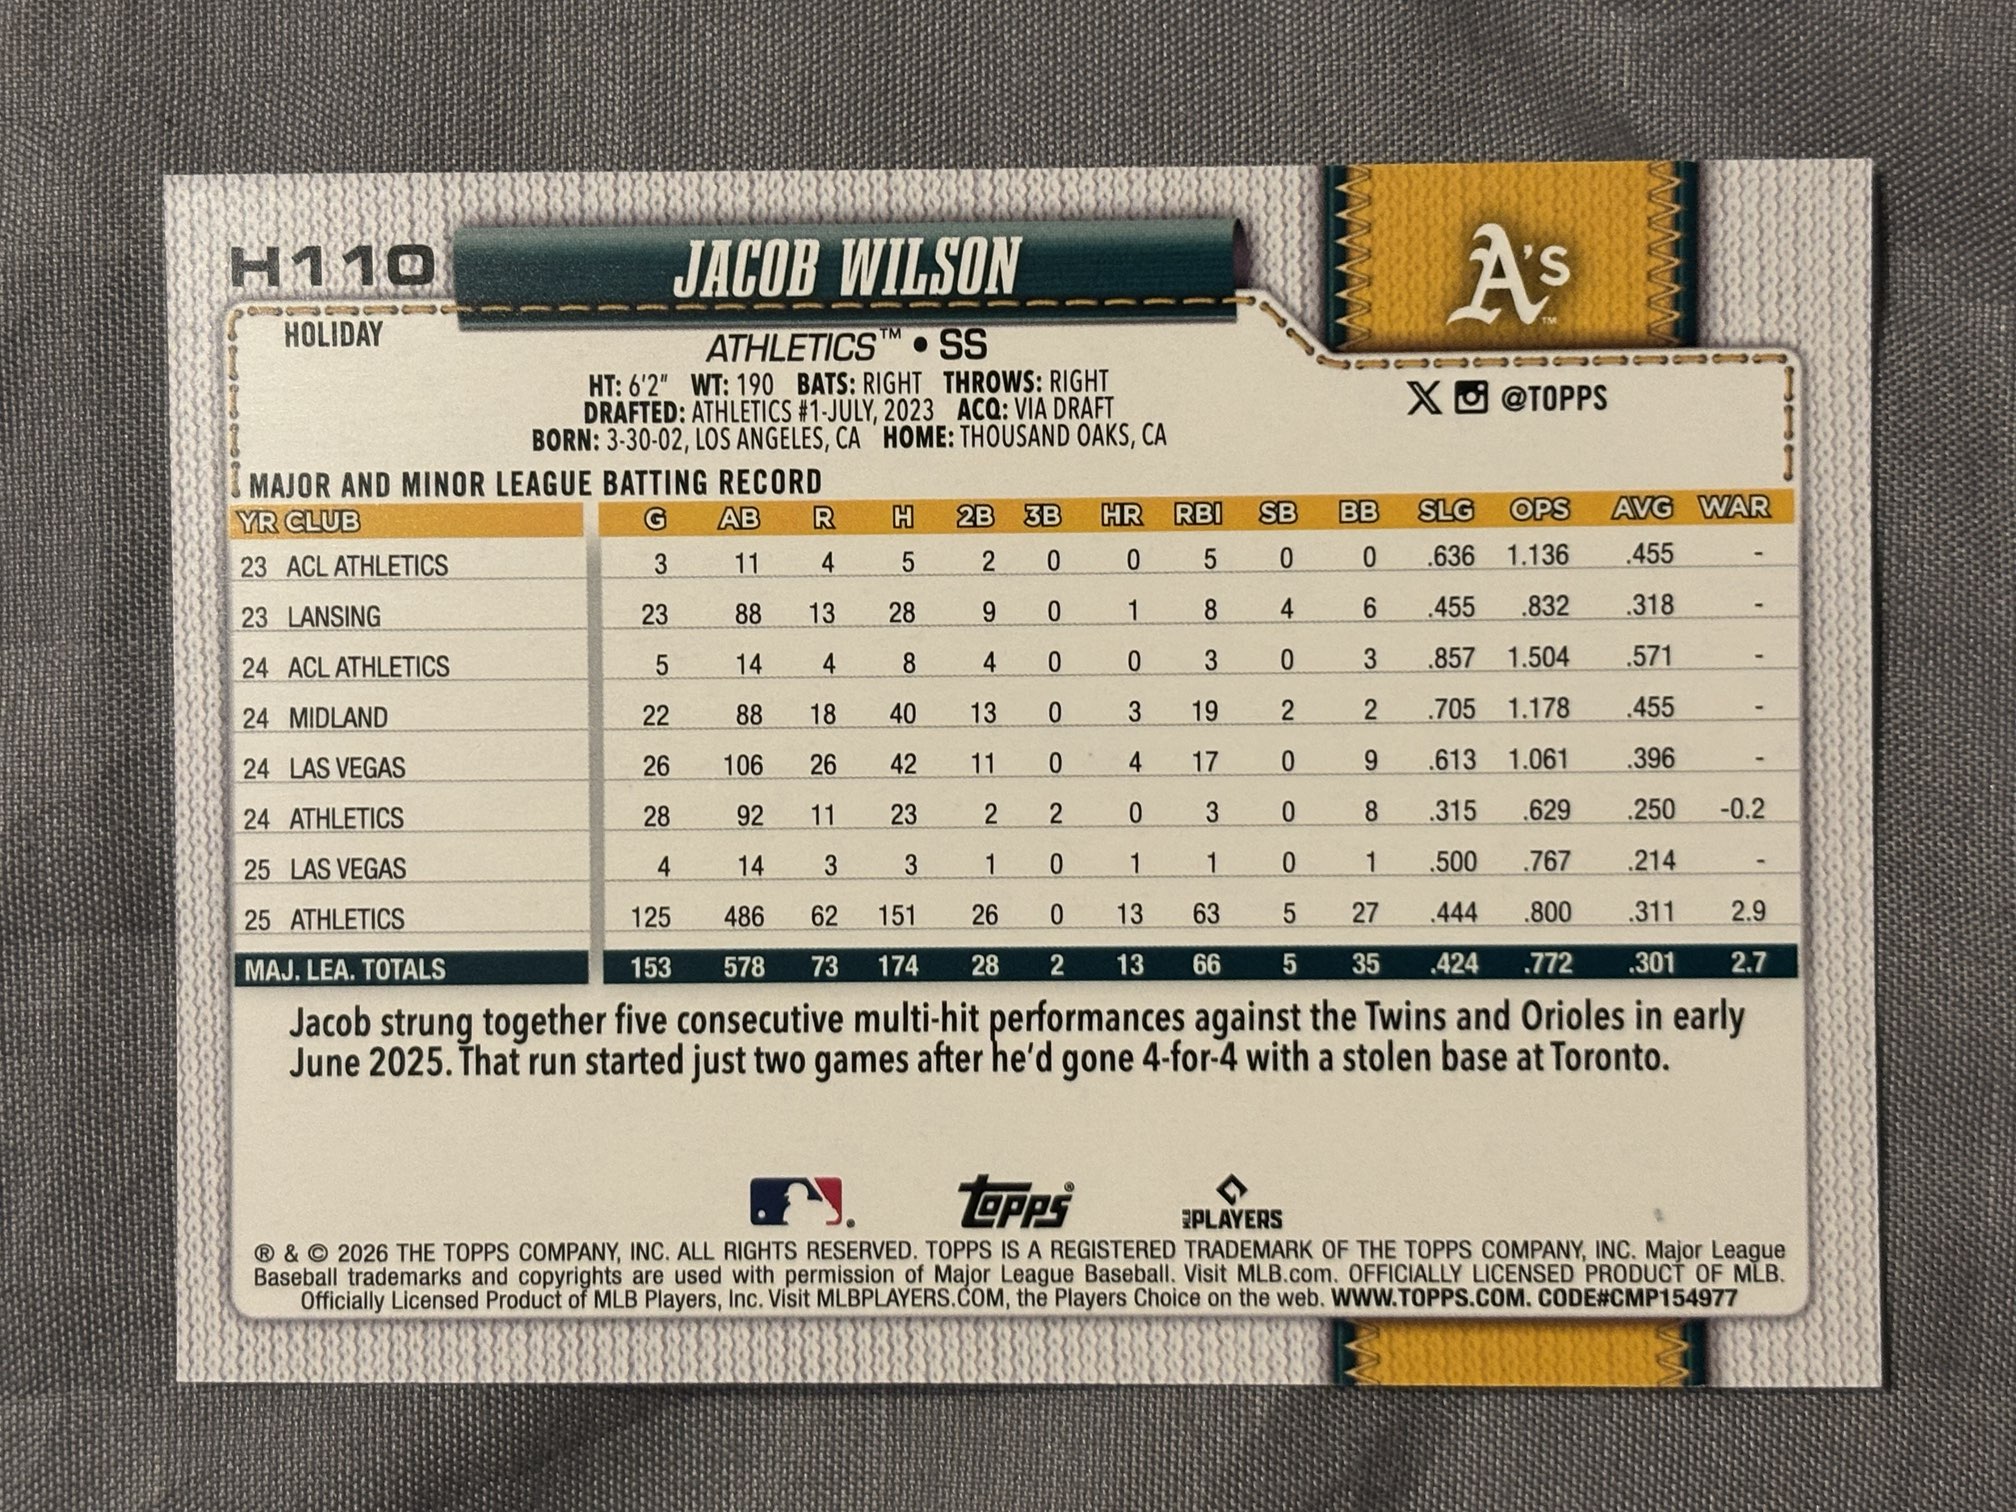 H110
JACOB WILSON
A's™
HOLIDAY
ATHLETICS™ • SS
HT: 6'2" WT: 190 BATS: RIGHT THROWS: RIGHT
DRAFTED: ATHLETICS #1-JULY, 2023 ACQ: VIA DRAFT
BORN: 3-30-02, LOS ANGELES, CA HOME: THOUSAND OAKS, CA
@TOPPS
MAJOR AND MINOR LEAGUE BATTING RECORD
YR CLUB G AB R H 2B 3B HR RBI SB BB SLG OPS AVG WAR
23 ACL ATHLETICS 3 11 4 5 2 0 0 5 0 0 .636 1.136 .455 -
23 LANSING 23 88 13 28 9 0 1 8 4 6 .455 .832 .318 -
24 ACL ATHLETICS 5 14 4 8 4 0 0 3 0 3 .857 1.504 .571 -
24 MIDLAND 22 88 18 40 13 0 3 19 2 2 .705 1.178 .455 -
24 LAS VEGAS 26 106 26 42 11 0 4 17 0 9 .613 1.061 .396 -
24 ATHLETICS 28 92 11 23 2 2 0 3 0 8 .315 .629 .250 -0.2
25 LAS VEGAS 4 14 3 3 1 0 1 1 0 1 .500 .767 .214 -
25 ATHLETICS 125 486 62 151 26 0 13 63 5 27 .444 .800 .311 2.9
MAJ. LEA. TOTALS 153 578 73 174 28 2 13 66 5 35 .424 .772 .301 2.7
Jacob strung together five consecutive multi-hit performances against the Twins and Orioles in early
June 2025. That run started just two games after he'd gone 4-for-4 with a stolen base at Toronto.
Topps®
MLB PLAYERS
® & © 2026 THE TOPPS COMPANY, INC. ALL RIGHTS RESERVED. TOPPS IS A REGISTERED TRADEMARK OF THE TOPPS COMPANY, INC. Major League
Baseball trademarks and copyrights are used with permission of Major League Baseball. Visit MLB.com. OFFICIALLY LICENSED PRODUCT OF MLB.
Officially Licensed Product of MLB Players, Inc. Visit MLBPLAYERS.COM, the Players Choice on the web. WWW.TOPPS.COM. CODE#CMP154977